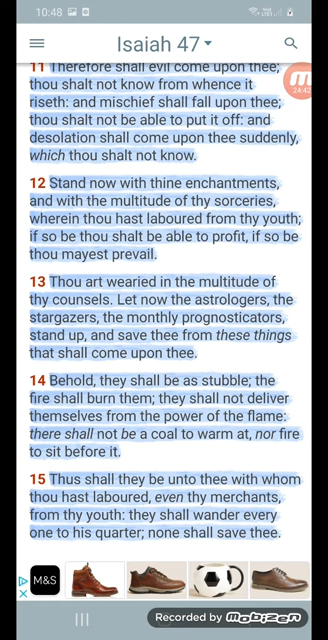 10:48
LTE1
Isaiah 47
11 Therefore shall evil come upon thee;
thou shalt not know from whence it
riseth: and mischief shall fall upon thee;
thou shalt not be able to put it off: and
desolation shall come upon thee suddenly,
which thou shalt not know.
24:42
12 Stand now with thine enchantments,
and with the multitude of thy sorceries,
wherein thou hast laboured from thy youth;
if so be thou shalt be able to profit, if so be
thou mayest prevail.
13 Thou art wearied in the multitude of
thy counsels. Let now the astrologers, the
stargazers, the monthly prognosticators,
stand up, and save thee from these things
that shall come upon thee.
14 Behold, they shall be as stubble; the
fire shall burn them; they shall not deliver
themselves from the power of the flame:
there shall not be a coal to warm at, nor fire
to sit before it.
15 Thus shall they be unto thee with whom
thou hast laboured, even thy merchants,
from thy youth: they shall wander every
one to his quarter; none shall save thee.
M&S
Recorded by mobizen